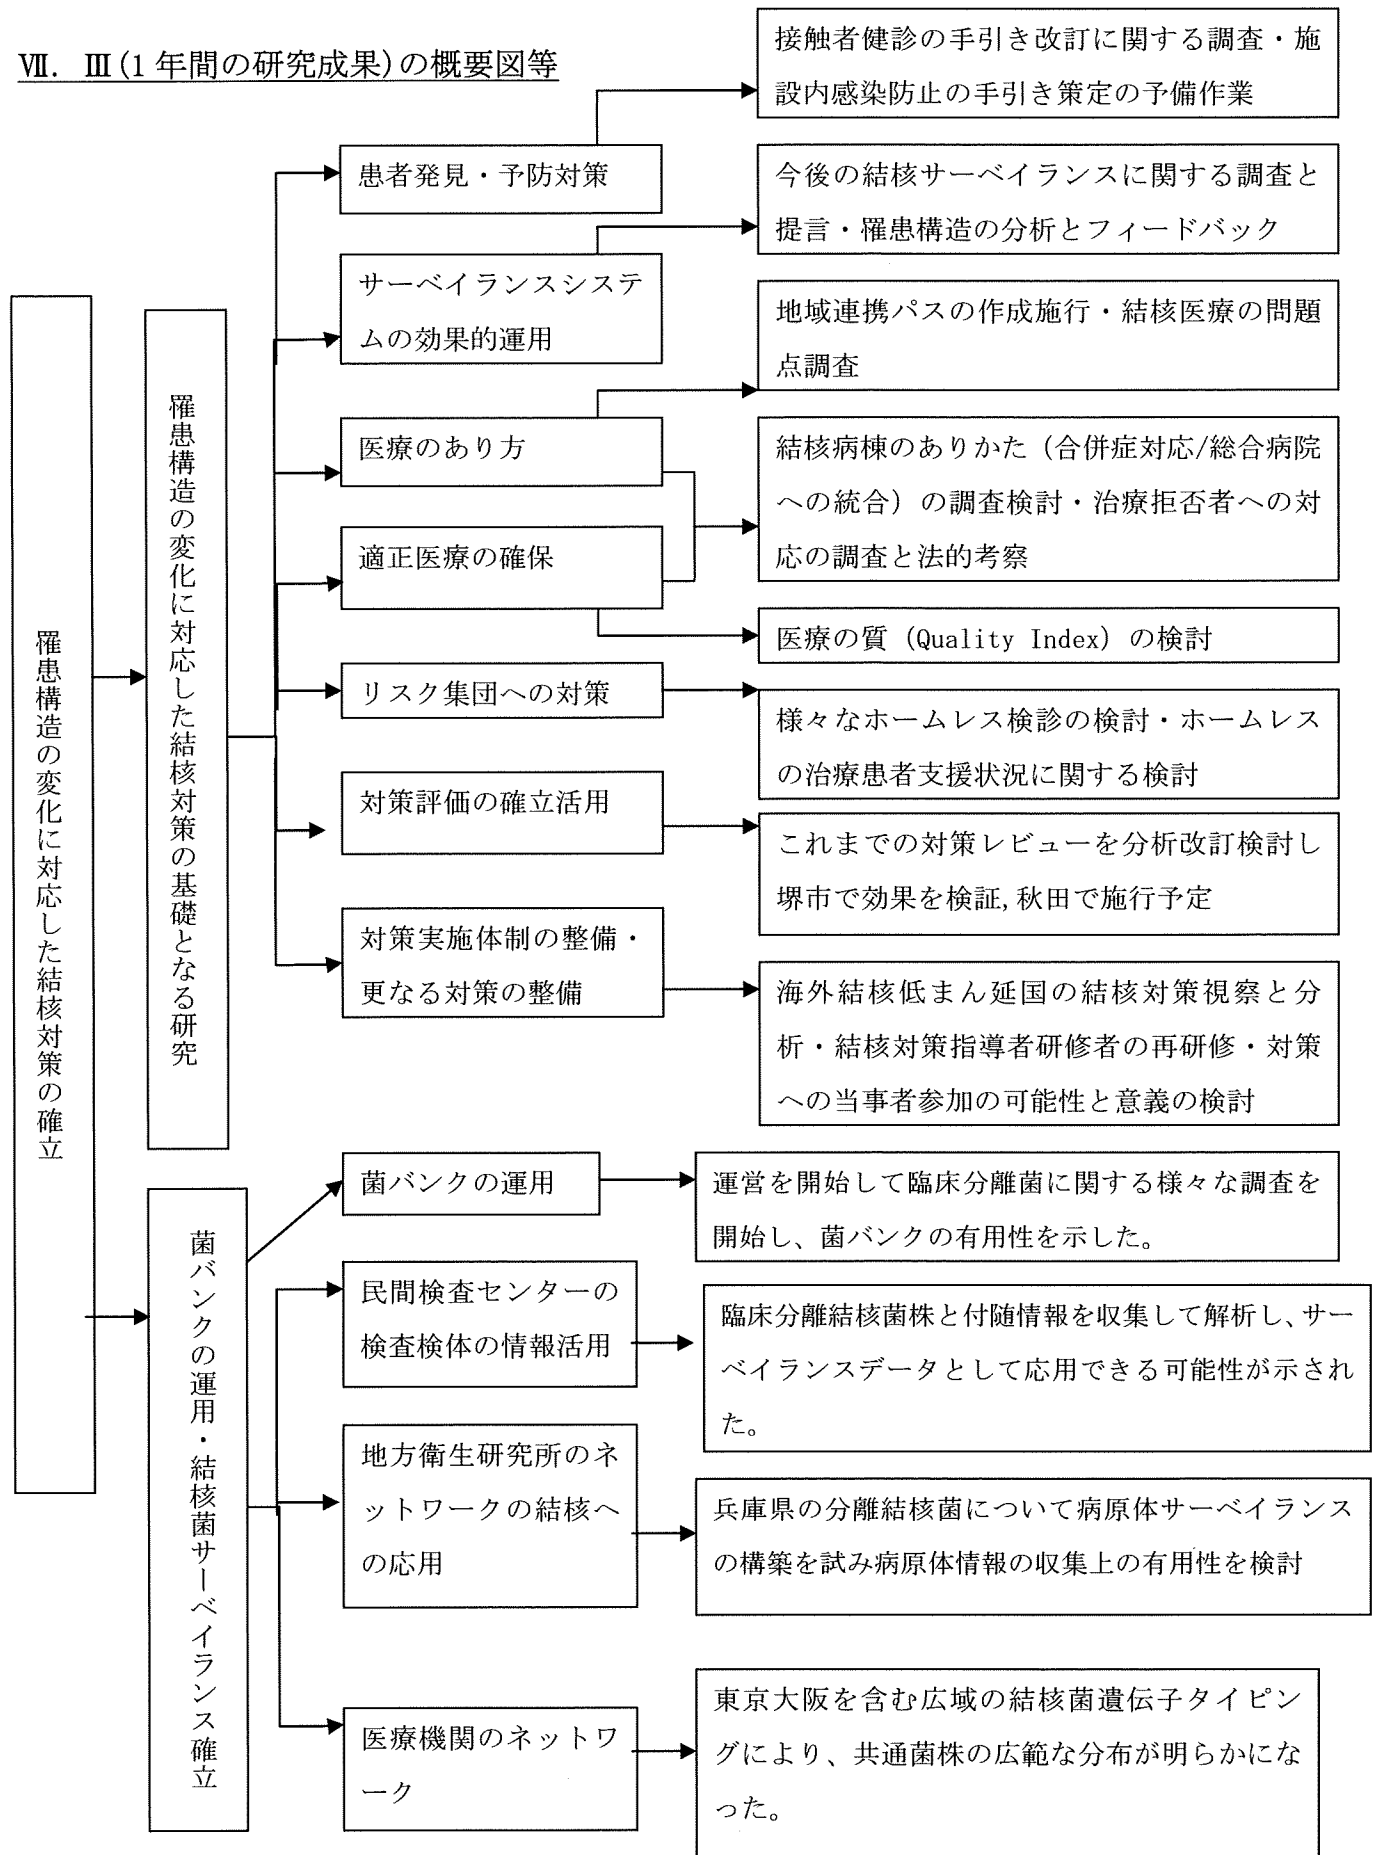 Ⅶ. Ⅲ(1年間の研究成果)の概要図等
罹患構造の変化に対応した結核対策の確立
罹患構造の変化に対応した結核対策の基礎となる研究
患者発見・予防対策
接触者健診の手引き改訂に関する調査・施
設内感染防止の手引き策定の予備作業
サーベイランスシステ
ムの効果的運用
今後の結核サーベイランスに関する調査と
提言・罹患構造の分析とフィードバック
医療のあり方
地域連携パスの作成施行・結核医療の問題
点調査
適正医療の確保
結核病棟のありかた（合併症対応/総合病院
への統合）の調査検討・治療拒否者への対
応の調査と法的考察
医療の質（Quality Index）の検討
リスク集団への対策
様々なホームレス検診の検討・ホームレス
の治療患者支援状況に関する検討
対策評価の確立活用
これまでの対策レビューを分析改訂検討し
堺市で効果を検証,秋田で施行予定
対策実施体制の整備・
更なる対策の整備
海外結核低まん延国の結核対策視察と分
析・結核対策指導者研修者の再研修・対策
への当事者参加の可能性と意義の検討
菌バンクの運用・結核菌サーベイランス確立
菌バンクの運用
運営を開始して臨床分離菌に関する様々な調査を
開始し、菌バンクの有用性を示した。
民間検査センターの
検査検体の情報活用
臨床分離結核菌株と付随情報を収集して解析し、サー
ベイランスデータとして応用できる可能性が示され
た。
地方衛生研究所のネ
ットワークの結核へ
の応用
兵庫県の分離結核菌について病原体サーベイランス
の構築を試み病原体情報の収集上の有用性を検討
医療機関のネットワ
ーク
東京大阪を含む広域の結核菌遺伝子タイピン
グにより、共通菌株の広範な分布が明らかにな
った。